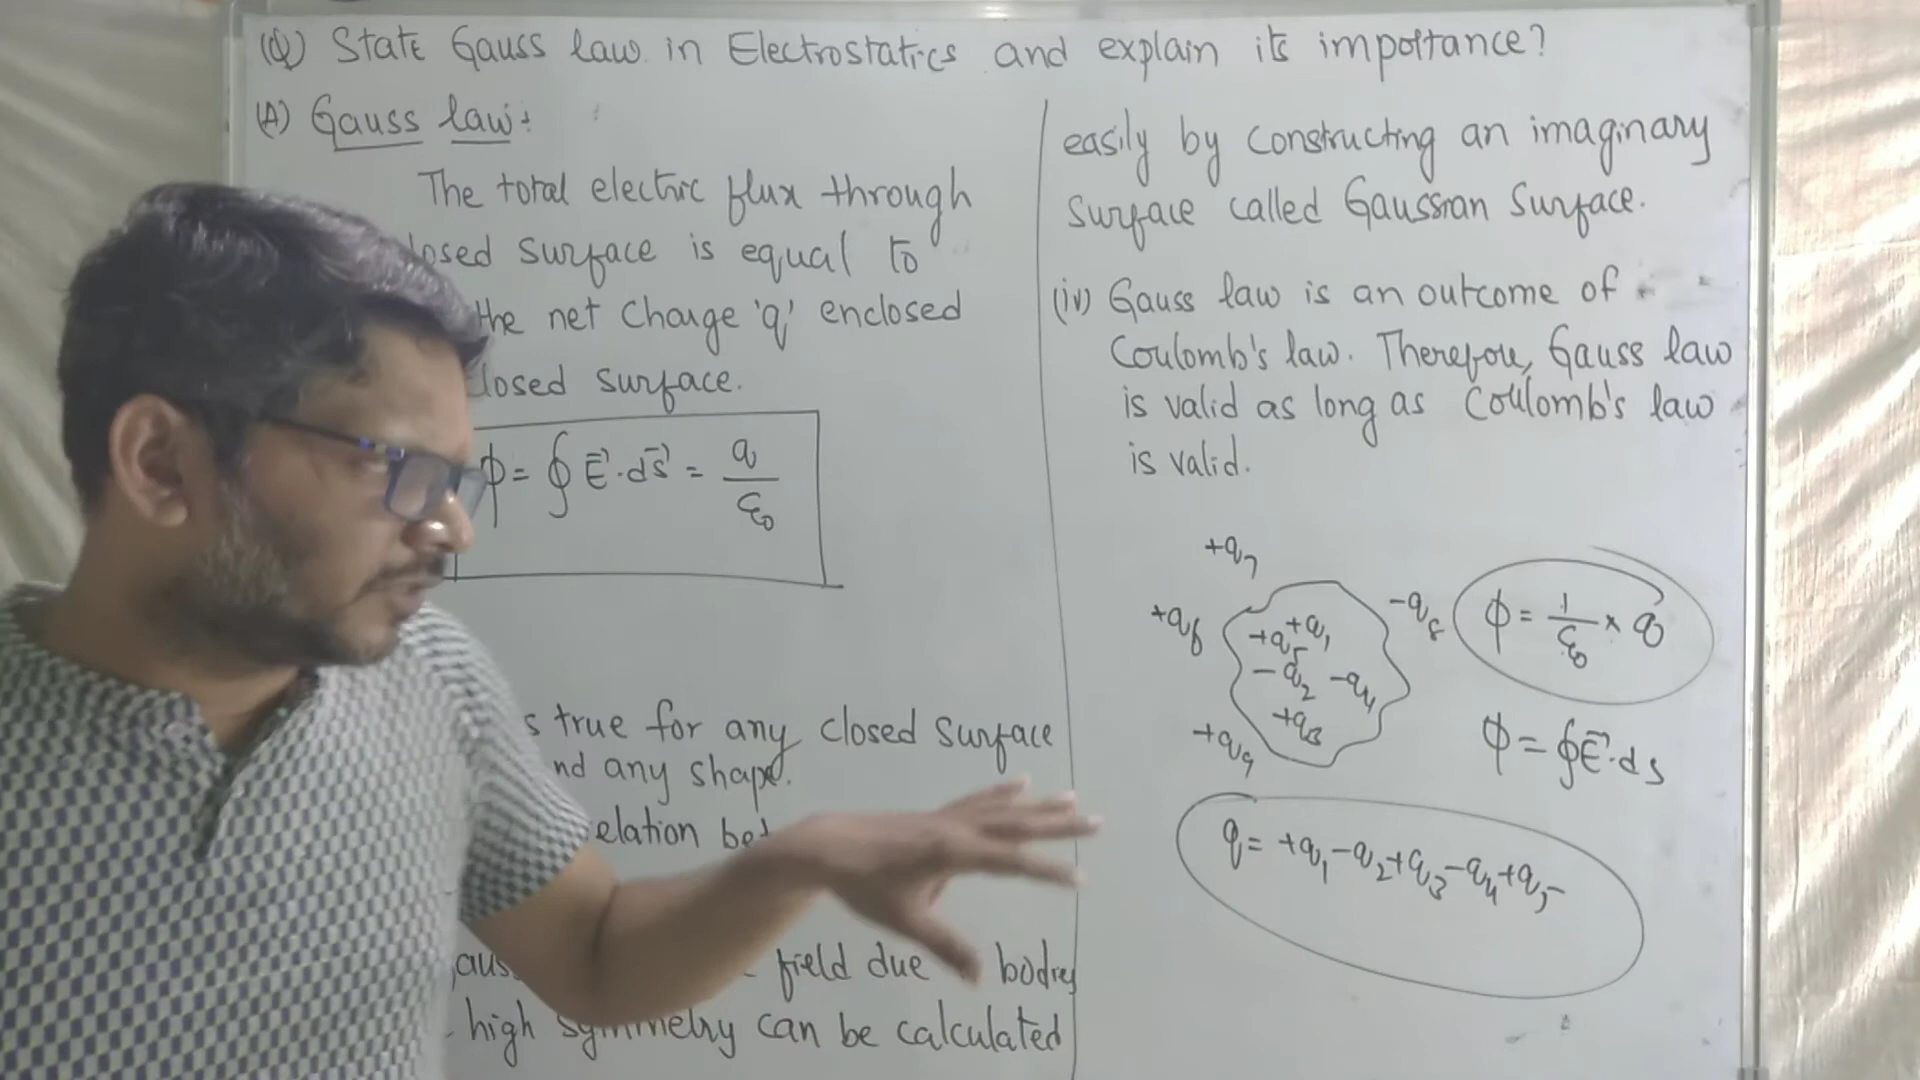 (Q) State Gauss law in Electrostatics and explain its importance?
(A) Gauss law:
The total electric flux through
losed surface is equal to
the net charge 'q' enclosed
losed surface.
ϕ = ∮ E⃗ · ds⃗ = q/ε₀
s true for any closed surface
nd any shape.
elation bet
aus field due bodies
high symmetry can be calculated
easily by constructing an imaginary
surface called Gaussian surface.
(iv) Gauss law is an outcome of
Coulomb's law. Therefore, Gauss law
is valid as long as Coulomb's law
is valid.
+q₇
+q₆ -q₈
+q₁
+q₅
-q₂ -q₄
+q₃
+q₉
ϕ = 1/ε₀ × q
ϕ = ∮ E⃗ · ds
q = +q₁ - q₂ + q₃ - q₄ + q₅